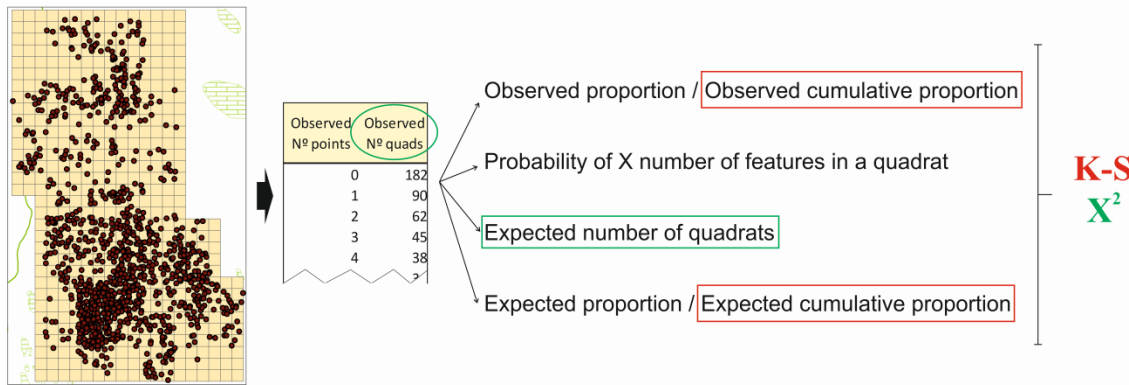 Observed Observed
Nº points Nº quads
0 182
1 90
2 62
3 45
4 38
Observed proportion / Observed cumulative proportion
Probability of X number of features in a quadrat
Expected number of quadrats
Expected proportion / Expected cumulative proportion
K-S
X²